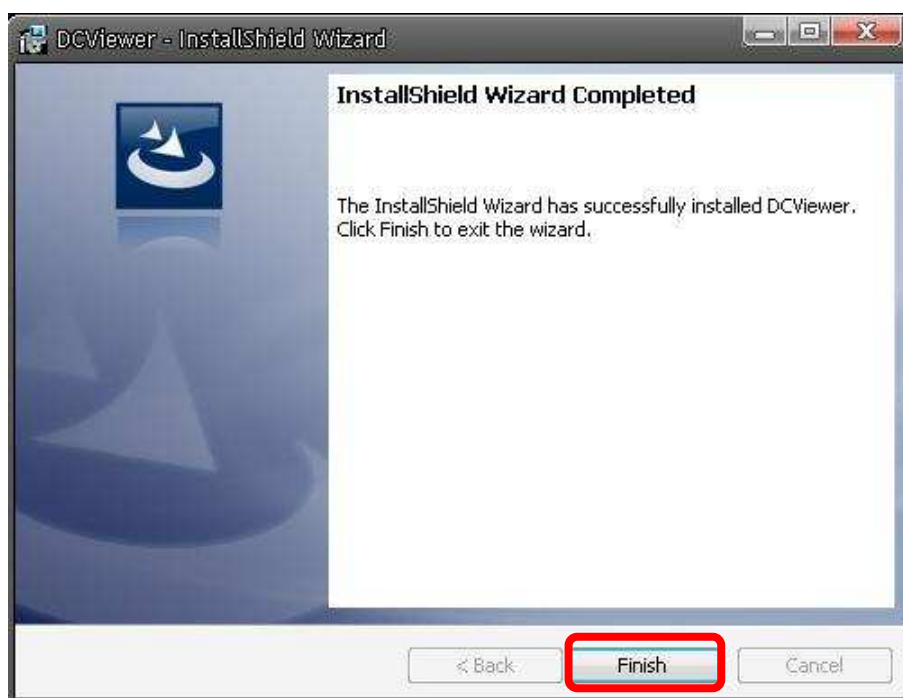 DCViewer - InstallShield Wizard
InstallShield Wizard Completed
The InstallShield Wizard has successfully installed DCViewer.
Click Finish to exit the wizard.
< Back Finish Cancel